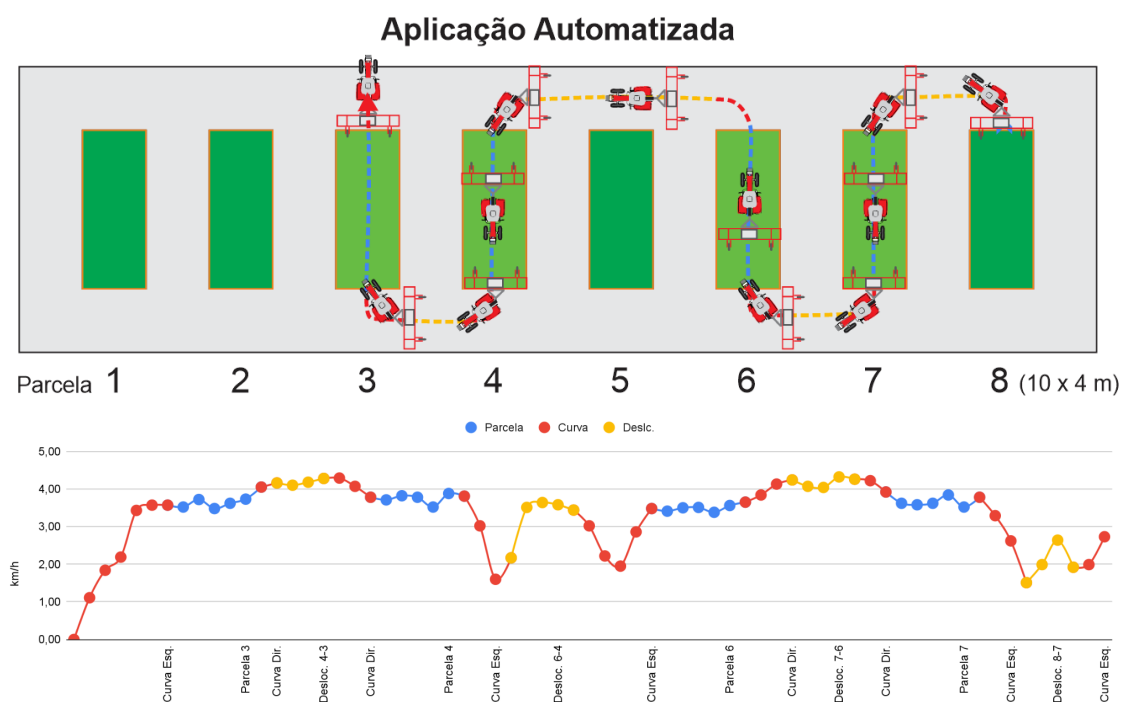 Aplicação Automatizada
Parcela 1 2 3 4 5 6 7 8 (10 x 4 m)
Parcela Curva Deslc.
5,00
4,00
3,00
2,00
1,00
0,00
km/h
Curva Esq.
Parcela 3
Curva Dir.
Desloc. 4-3
Curva Dir.
Parcela 4
Curva Esq.
Desloc. 6-4
Curva Esq.
Parcela 6
Curva Dir.
Desloc. 7-6
Curva Dir.
Parcela 7
Curva Esq.
Desloc. 8-7
Curva Esq.